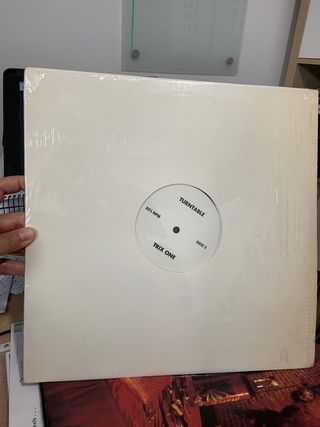 TURNTABLE
33⅓ RPM
SIDE 2
TRIX ONE